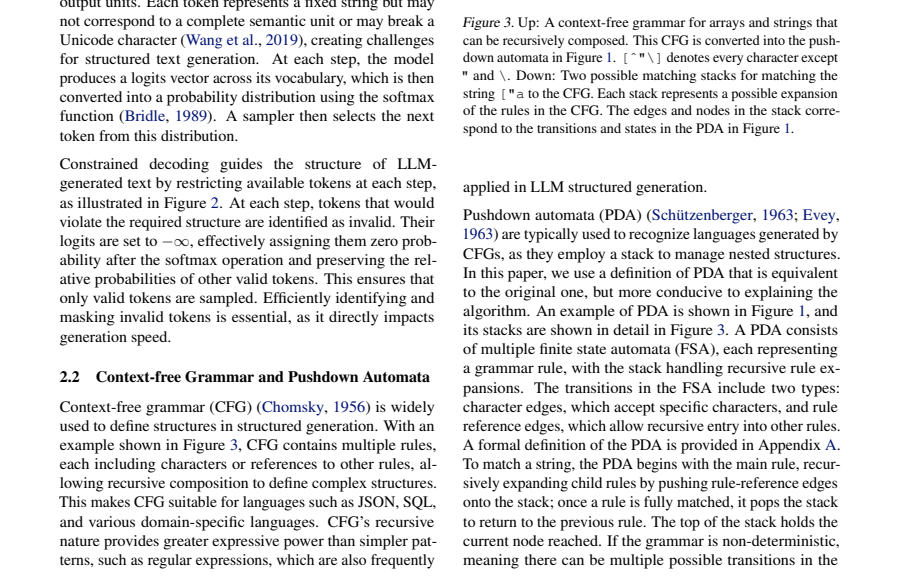 output units. Each token represents a fixed string but may
not correspond to a complete semantic unit or may break a
Unicode character (Wang et al., 2019), creating challenges
for structured text generation. At each step, the model
produces a logits vector across its vocabulary, which is then
converted into a probability distribution using the softmax
function (Bridle, 1989). A sampler then selects the next
token from this distribution.
Constrained decoding guides the structure of LLM-
generated text by restricting available tokens at each step,
as illustrated in Figure 2. At each step, tokens that would
violate the required structure are identified as invalid. Their
logits are set to −∞, effectively assigning them zero prob-
ability after the softmax operation and preserving the rel-
ative probabilities of other valid tokens. This ensures that
only valid tokens are sampled. Efficiently identifying and
masking invalid tokens is essential, as it directly impacts
generation speed.
2.2 Context-free Grammar and Pushdown Automata
Context-free grammar (CFG) (Chomsky, 1956) is widely
used to define structures in structured generation. With an
example shown in Figure 3, CFG contains multiple rules,
each including characters or references to other rules, al-
lowing recursive composition to define complex structures.
This makes CFG suitable for languages such as JSON, SQL,
and various domain-specific languages. CFG's recursive
nature provides greater expressive power than simpler pat-
terns, such as regular expressions, which are also frequently
Figure 3. Up: A context-free grammar for arrays and strings that
can be recursively composed. This CFG is converted into the push-
down automata in Figure 1. [^"\] denotes every character except
" and \. Down: Two possible matching stacks for matching the
string ["a to the CFG. Each stack represents a possible expansion
of the rules in the CFG. The edges and nodes in the stack corre-
spond to the transitions and states in the PDA in Figure 1.
applied in LLM structured generation.
Pushdown automata (PDA) (Schützenberger, 1963; Evey,
1963) are typically used to recognize languages generated by
CFGs, as they employ a stack to manage nested structures.
In this paper, we use a definition of PDA that is equivalent
to the original one, but more conducive to explaining the
algorithm. An example of PDA is shown in Figure 1, and
its stacks are shown in detail in Figure 3. A PDA consists
of multiple finite state automata (FSA), each representing
a grammar rule, with the stack handling recursive rule ex-
pansions. The transitions in the FSA include two types:
character edges, which accept specific characters, and rule
reference edges, which allow recursive entry into other rules.
A formal definition of the PDA is provided in Appendix A.
To match a string, the PDA begins with the main rule, recur-
sively expanding child rules by pushing rule-reference edges
onto the stack; once a rule is fully matched, it pops the stack
to return to the previous rule. The top of the stack holds the
current node reached. If the grammar is non-deterministic,
meaning there can be multiple possible transitions in the